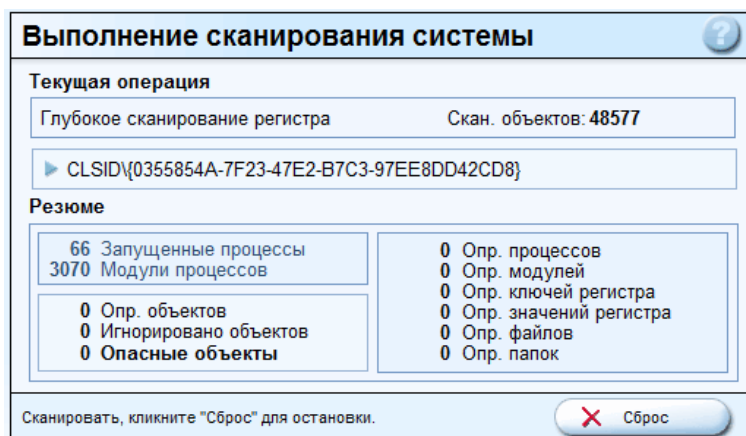 Выполнение сканирования системы
?
Текущая операция
Глубокое сканирование регистра Скан. объектов: 48577
CLSID\{0355854A-7F23-47E2-B7C3-97EE8DD42CD8}
Резюме
66 Запущенные процессы
3070 Модули процессов
0 Опр. объектов
0 Игнорировано объектов
0 Опасные объекты
0 Опр. процессов
0 Опр. модулей
0 Опр. ключей регистра
0 Опр. значений регистра
0 Опр. файлов
0 Опр. папок
Сканировать, кликните "Сброс" для остановки.
Сброс